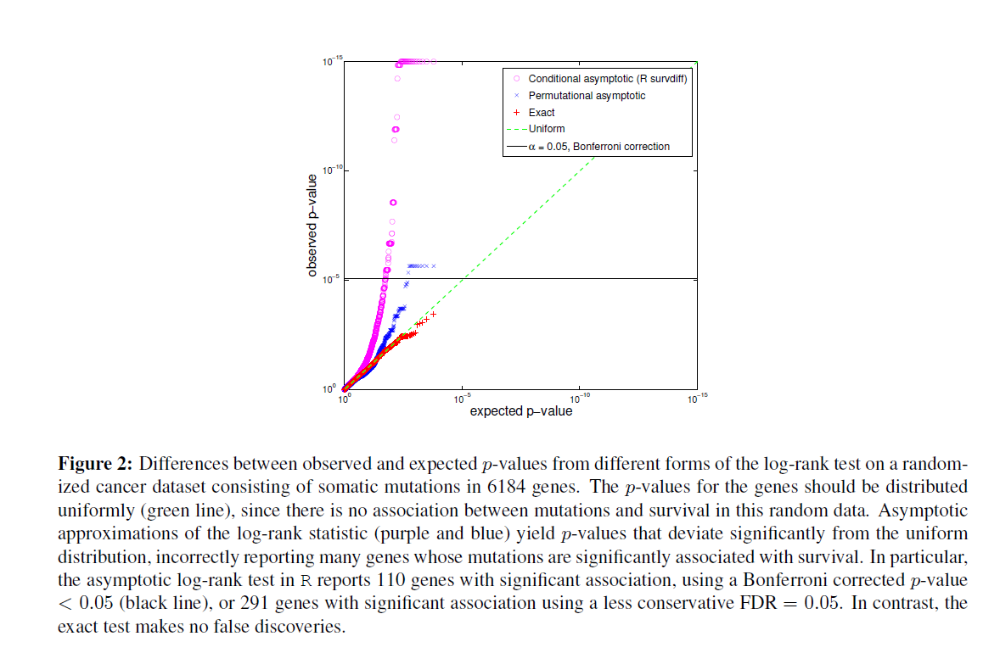 10⁻¹⁵
Conditional asymptotic (R survdiff)
Permutational asymptotic
Exact
Uniform
α = 0.05, Bonferroni correction
10⁻¹⁰
observed p–value
10⁻⁵
10⁰
10⁰
10⁻⁵
10⁻¹⁰
10⁻¹⁵
expected p–value
Figure 2: Differences between observed and expected p-values from different forms of the log-rank test on a random-
ized cancer dataset consisting of somatic mutations in 6184 genes. The p-values for the genes should be distributed
uniformly (green line), since there is no association between mutations and survival in this random data. Asymptotic
approximations of the log-rank statistic (purple and blue) yield p-values that deviate significantly from the uniform
distribution, incorrectly reporting many genes whose mutations are significantly associated with survival. In particular,
the asymptotic log-rank test in R reports 110 genes with significant association, using a Bonferroni corrected p-value
< 0.05 (black line), or 291 genes with significant association using a less conservative FDR = 0.05. In contrast, the
exact test makes no false discoveries.